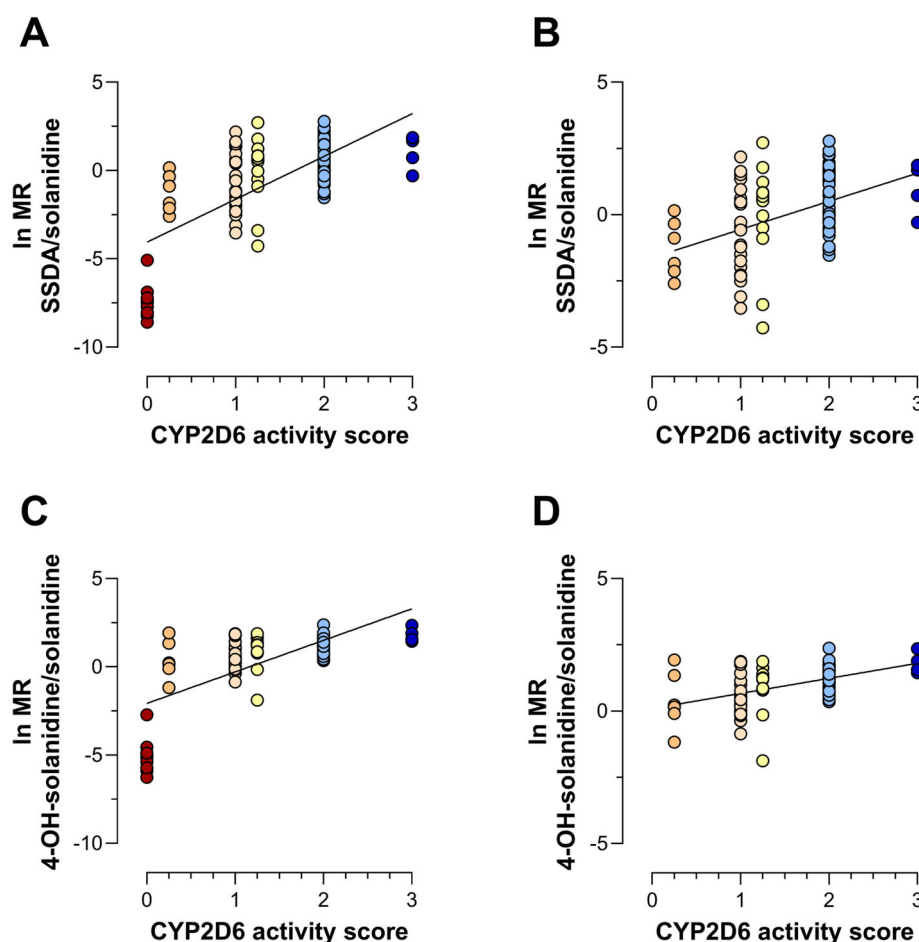 A
ln MR
SSDA/solanidine
5
0
-5
-10
0 1 2 3
CYP2D6 activity score
B
ln MR
SSDA/solanidine
5
0
-5
0 1 2 3
CYP2D6 activity score
C
ln MR
4-OH-solanidine/solanidine
5
0
-5
-10
0 1 2 3
CYP2D6 activity score
D
ln MR
4-OH-solanidine/solanidine
5
0
-5
0 1 2 3
CYP2D6 activity score